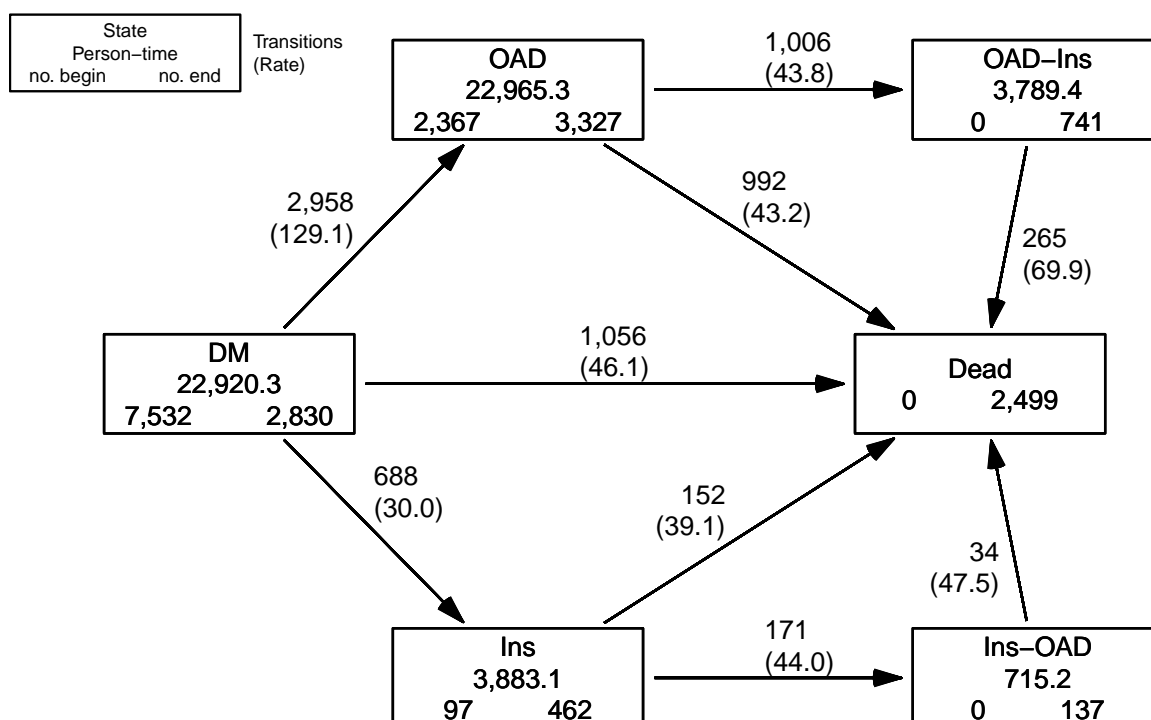 State
Person−time
no. begin no. end
Transitions
(Rate)
OAD
22,965.3
2,367 3,327
1,006
(43.8)
OAD−Ins
3,789.4
0 741
2,958
(129.1)
992
(43.2)
265
(69.9)
DM
22,920.3
7,532 2,830
1,056
(46.1)
Dead
0 2,499
688
(30.0)
152
(39.1)
34
(47.5)
Ins
3,883.1
97 462
171
(44.0)
Ins−OAD
715.2
0 137